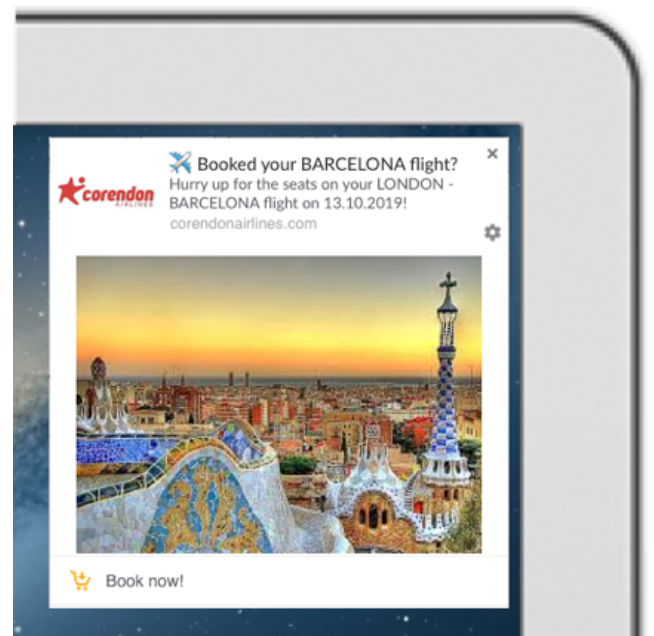 ✈️ Booked your BARCELONA flight?
Hurry up for the seats on your LONDON -
BARCELONA flight on 13.10.2019!
corendonairlines.com
corendon
AIRLINES
Book now!